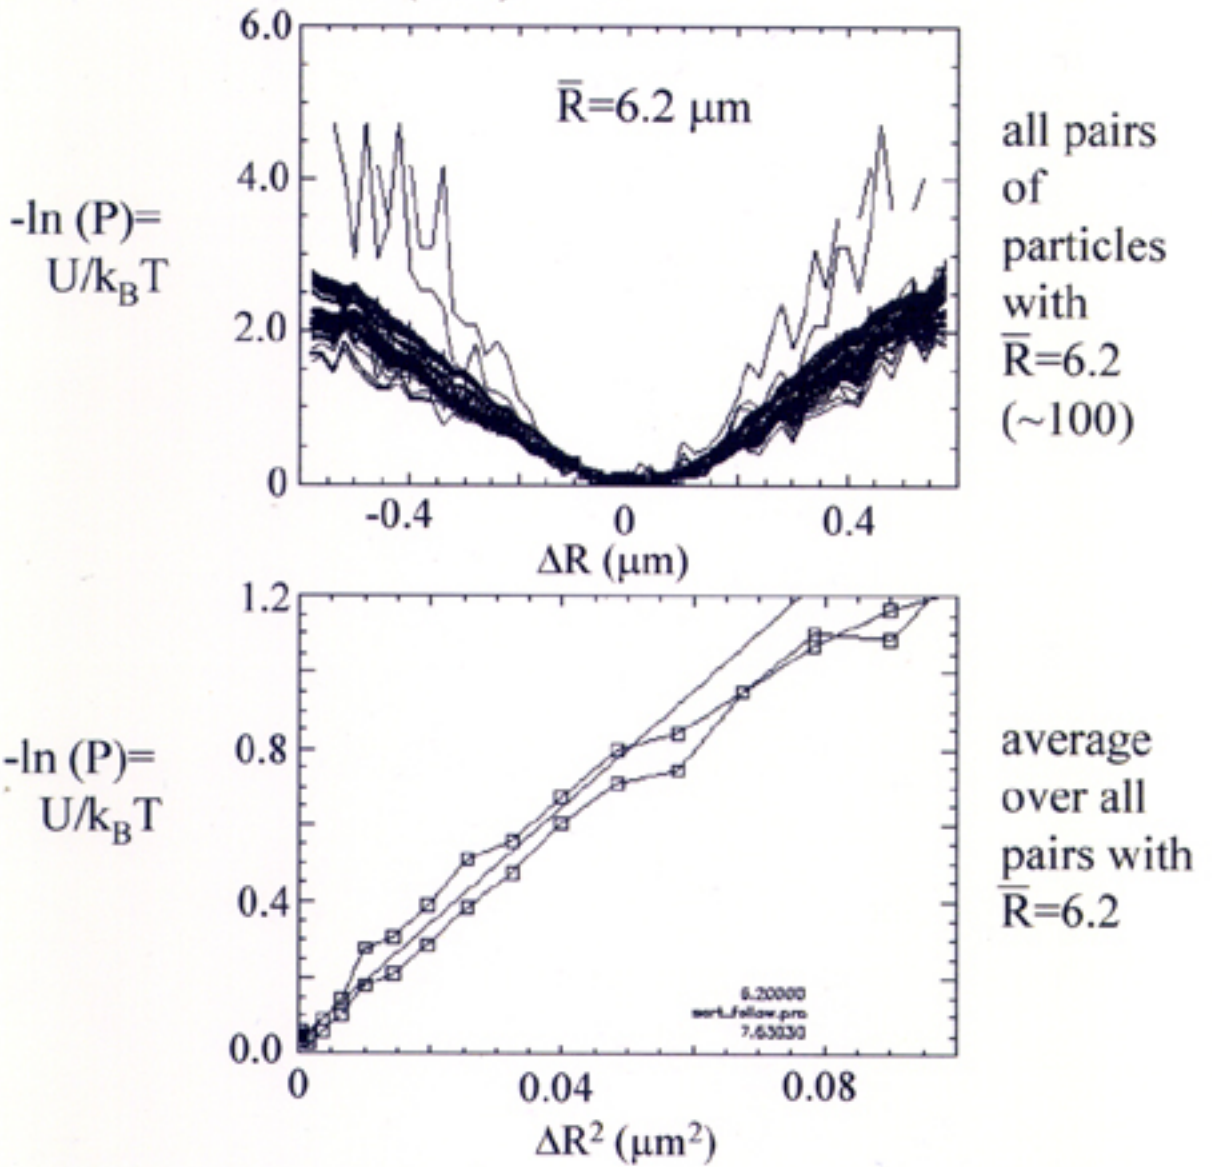 6.0
R̄=6.2 μm
4.0
-ln (P)=
U/k_BT
2.0
0
-0.4
0
0.4
ΔR (μm)
all pairs
of
particles
with
R̄=6.2
(~100)
1.2
-ln (P)=
U/k_BT
0.8
0.4
0.0
6.20000
sort_follow.pro
7.63030
0
0.04
0.08
ΔR² (μm²)
average
over all
pairs with
R̄=6.2